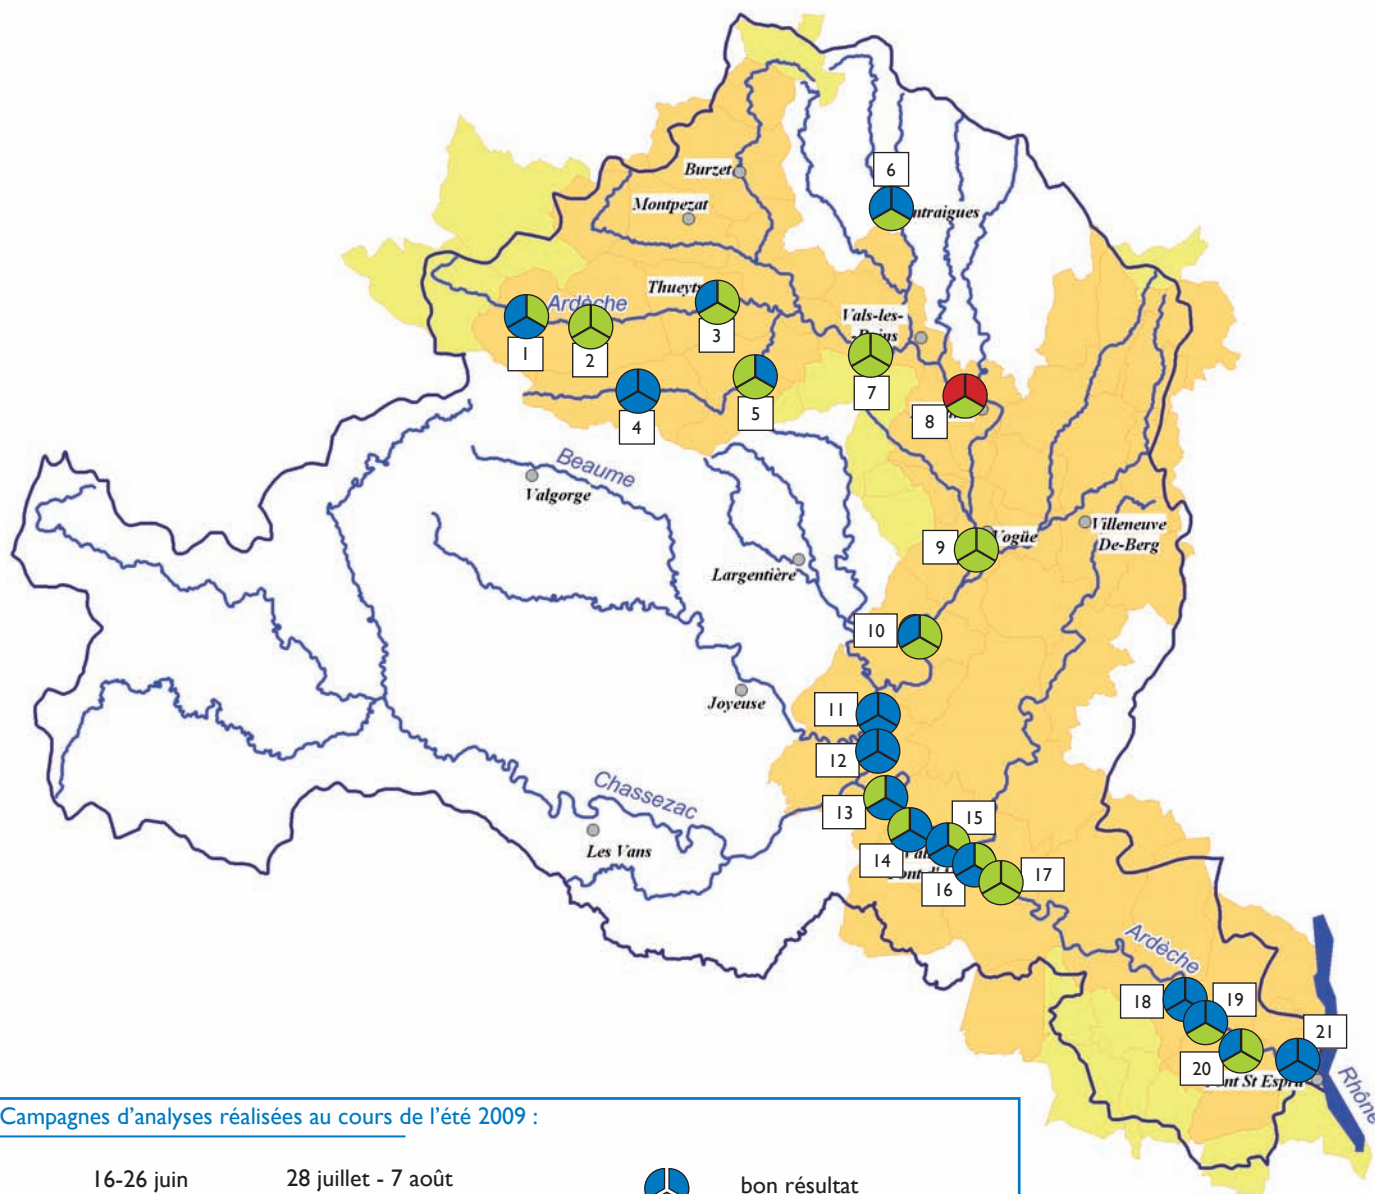 6
Burzet
Montpezat
ntraigues
Thueyts
Ardèche
Vals-les-
-Bains
1
2
3
7
5
4
8
Beaume
Valgorge
Vogüe
Villeneuve
De-Berg
9
Largentière
10
Joyeuse
11
12
Chassezac
13
15
Les Vans
14
16
17
Ardèche
18
19
21
20
Pont St Esprit
Rhône
Campagnes d'analyses réalisées au cours de l'été 2009 :
16-26 juin
28 juillet - 7 août
bon résultat